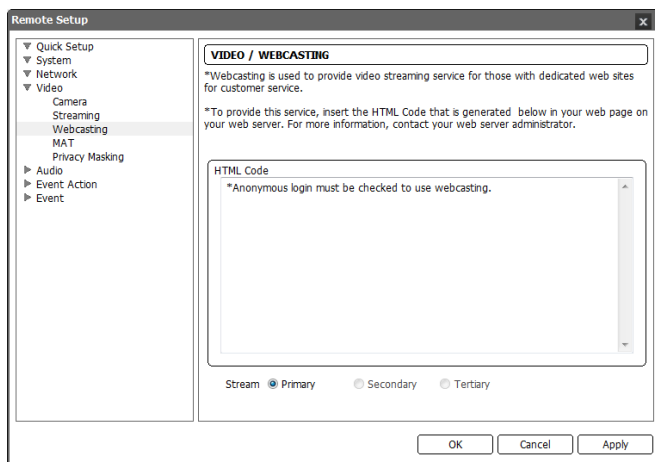 Remote Setup
Quick Setup
System
Network
Video
Camera
Streaming
Webcasting
MAT
Privacy Masking
Audio
Event Action
Event
VIDEO / WEBCASTING
*Webcasting is used to provide video streaming service for those with dedicated web sites
for customer service.
*To provide this service, insert the HTML Code that is generated below in your web page on
your web server. For more information, contact your web server administrator.
HTML Code
*Anonymous login must be checked to use webcasting.
Stream Primary Secondary Tertiary
OK Cancel Apply